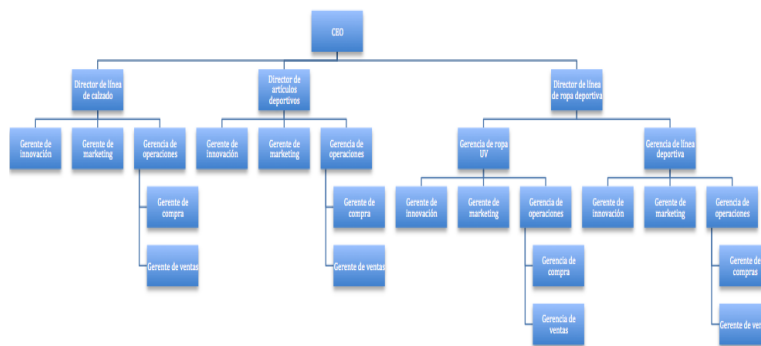 CEO
Director de línea
de calzado
Director de
artículos
deportivos
Director de línea
de ropa deportiva
Gerente de
innovación
Gerente de
marketing
Gerencia de
operaciones
Gerente de
innovación
Gerente de
marketing
Gerencia de
operaciones
Gerencia de ropa
UV
Gerencia de línea
deportiva
Gerente de
compra
Gerente de ventas
Gerente de
compra
Gerente de ventas
Gerente de
innovación
Gerente de
marketing
Gerencia de
operaciones
Gerente de
innovación
Gerente de
marketing
Gerencia de
operaciones
Gerencia de
compra
Gerencia de
ventas
Gerente de
compras
Gerente de ven